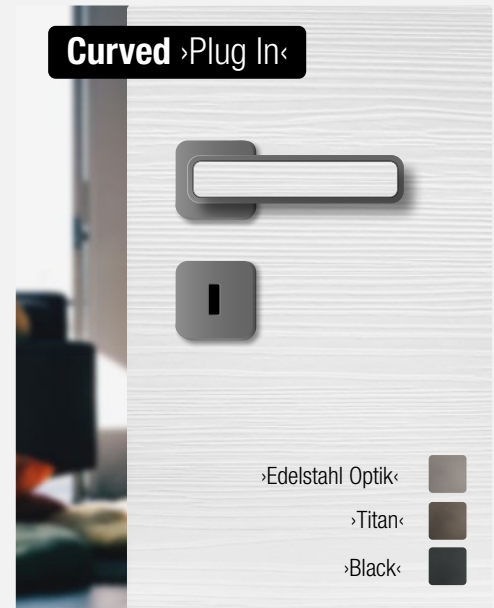 Curved ›Plug In‹
›Edelstahl Optik‹
›Titan‹
›Black‹